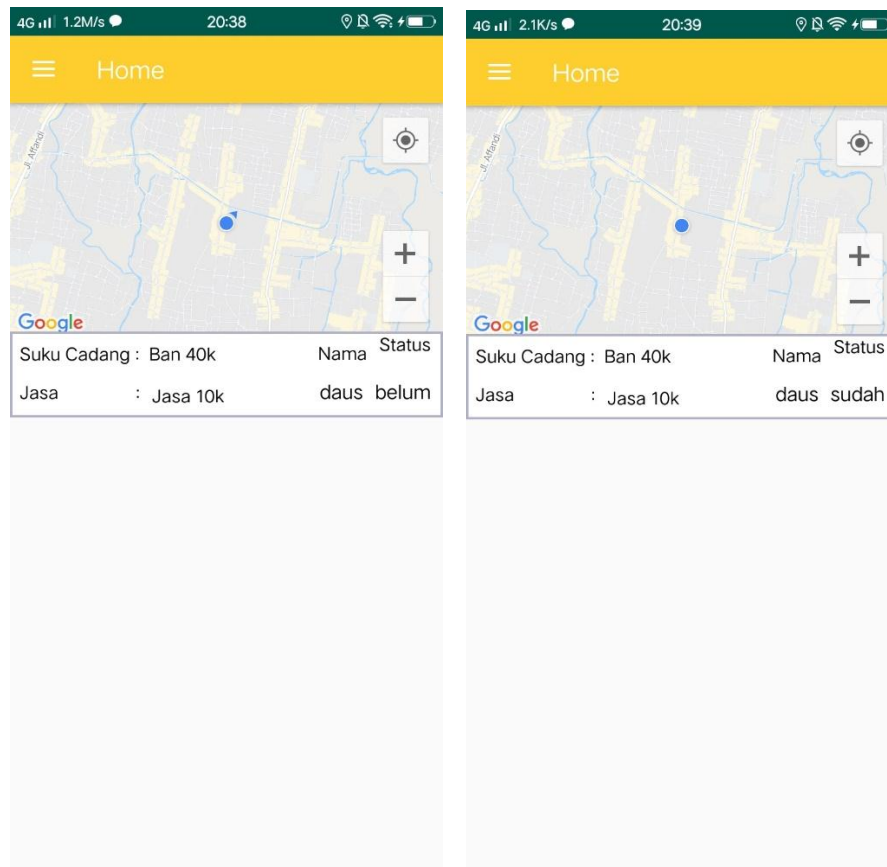 4G 1.2M/s 20:38
Home
Jl. Affandi
Google
Suku Cadang : Ban 40k Nama Status
Jasa : Jasa 10k daus belum
4G 2.1K/s 20:39
Home
Jl. Affandi
Google
Suku Cadang : Ban 40k Nama Status
Jasa : Jasa 10k daus sudah